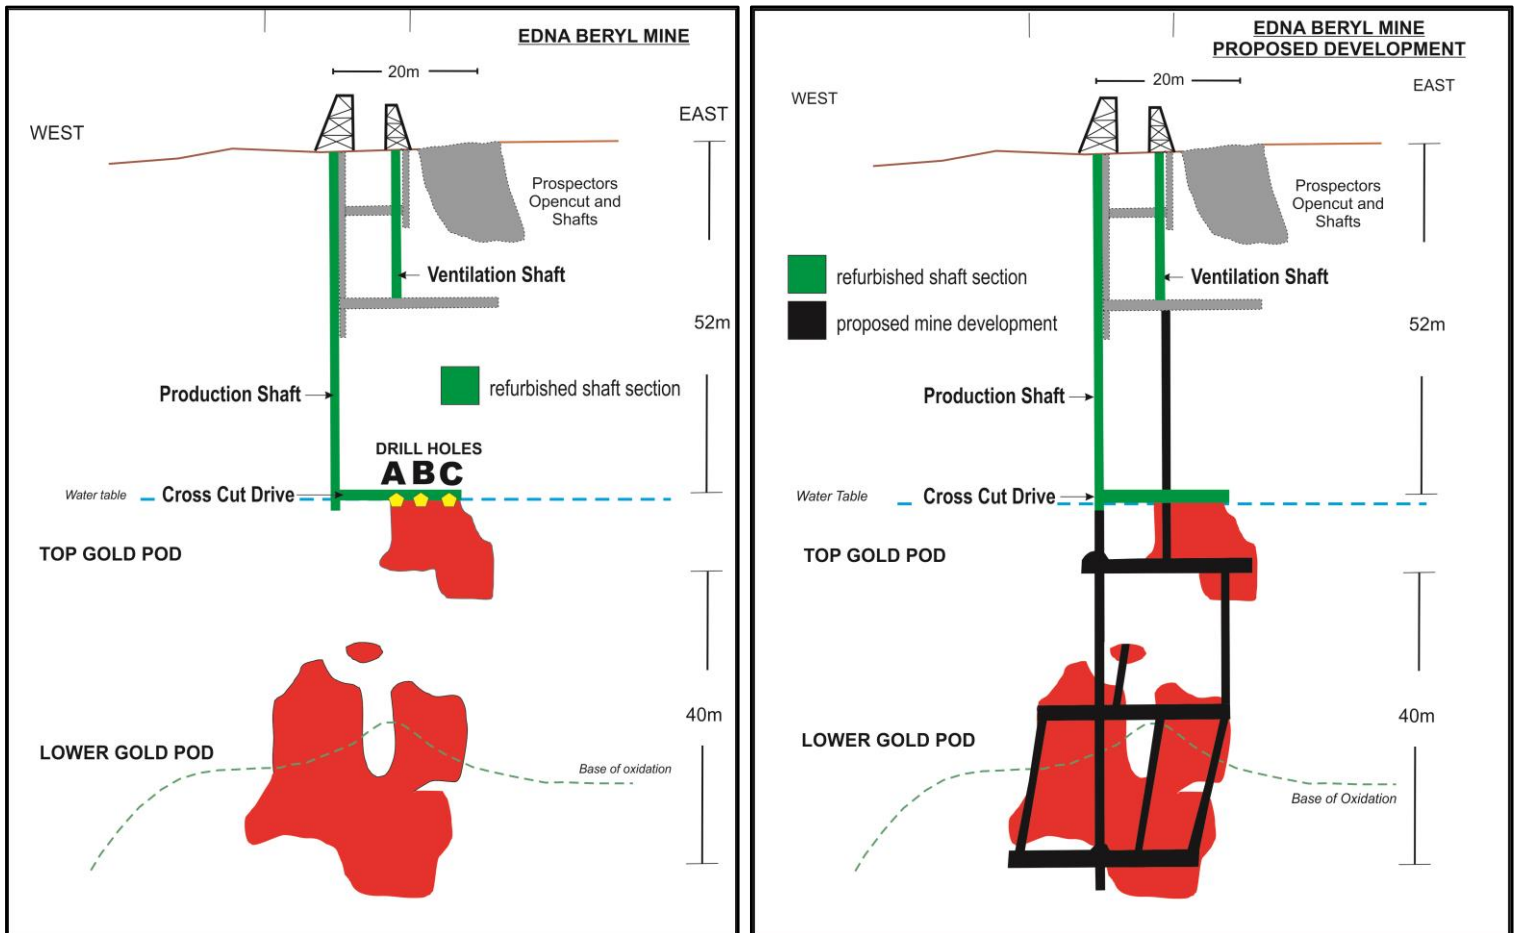 EDNA BERYL MINE
20m
WEST
EAST
Prospectors
Opencut and
Shafts
Ventilation Shaft
52m
Production Shaft
refurbished shaft section
DRILL HOLES
A B C
Water table
Cross Cut Drive
TOP GOLD POD
40m
LOWER GOLD POD
Base of oxidation
EDNA BERYL MINE
PROPOSED DEVELOPMENT
20m
WEST
EAST
Prospectors
Opencut and
Shafts
refurbished shaft section
Ventilation Shaft
proposed mine development
52m
Production Shaft
Water Table
Cross Cut Drive
TOP GOLD POD
40m
LOWER GOLD POD
Base of Oxidation